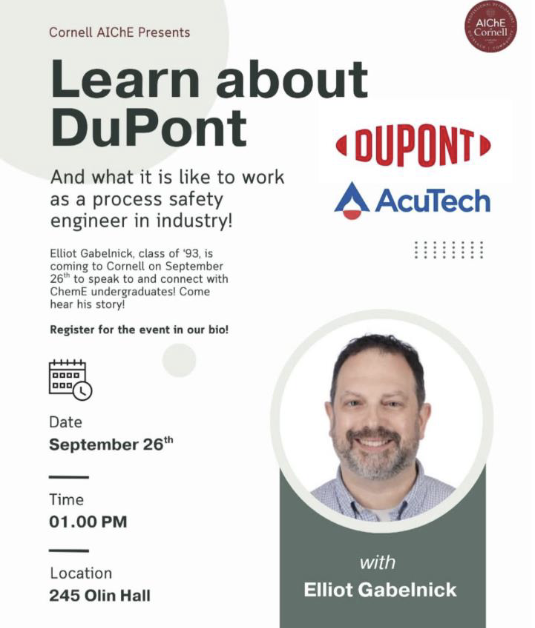 Cornell AIChE Presents
AIChE
Cornell
Learn about
DuPont
DUPONT
AcuTech
And what it is like to work
as a process safety
engineer in industry!
Elliot Gabelnick, class of '93, is
coming to Cornell on September
26th to speak to and connect with
ChemE undergraduates! Come
hear his story!
Register for the event in our bio!
Date
September 26th
Time
01.00 PM
Location
245 Olin Hall
with
Elliot Gabelnick